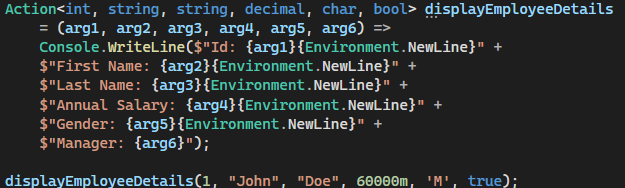 Action<int, string, string, decimal, char, bool> displayEmployeeDetails
    = (arg1, arg2, arg3, arg4, arg5, arg6) =>
    Console.WriteLine($"Id: {arg1}{Environment.NewLine}" +
    $"First Name: {arg2}{Environment.NewLine}" +
    $"Last Name: {arg3}{Environment.NewLine}" +
    $"Annual Salary: {arg4}{Environment.NewLine}" +
    $"Gender: {arg5}{Environment.NewLine}" +
    $"Manager: {arg6}");

displayEmployeeDetails(1, "John", "Doe", 60000m, 'M', true);